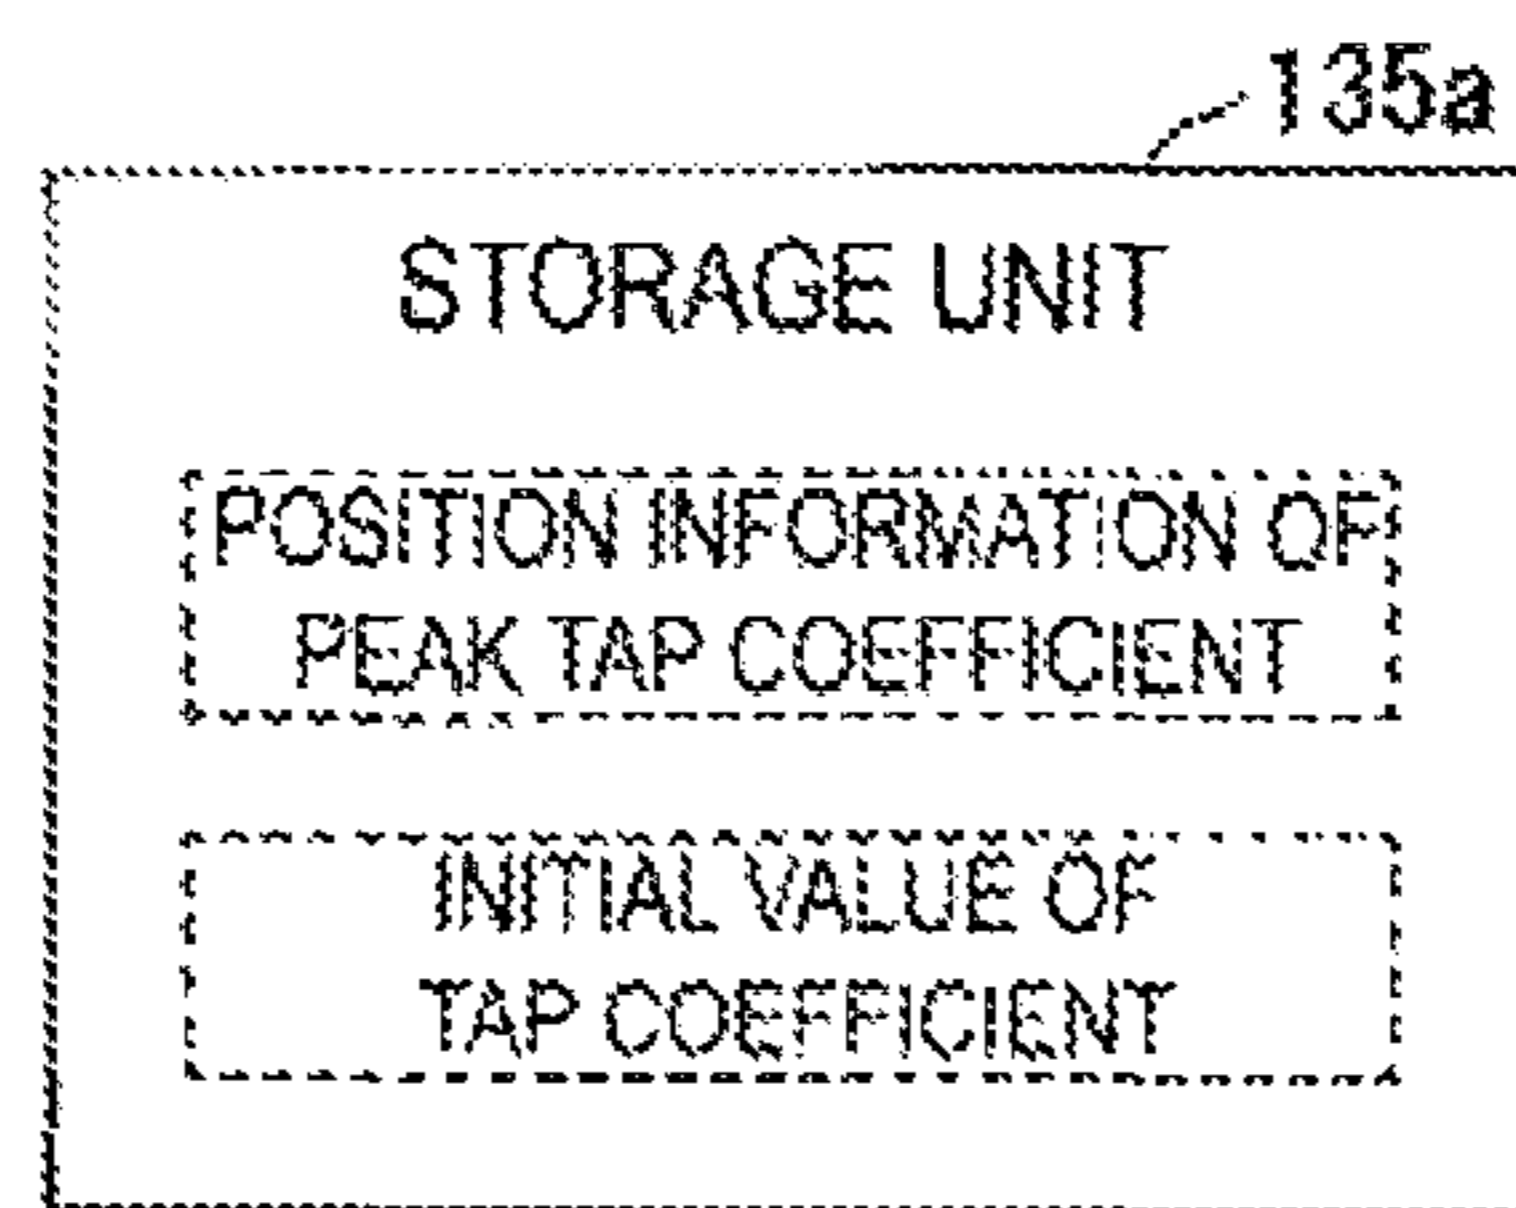 135a
STORAGE UNIT
POSITION INFORMATION OF
PEAK TAP COEFFICIENT
INITIAL VALUE OF
TAP COEFFICIENT